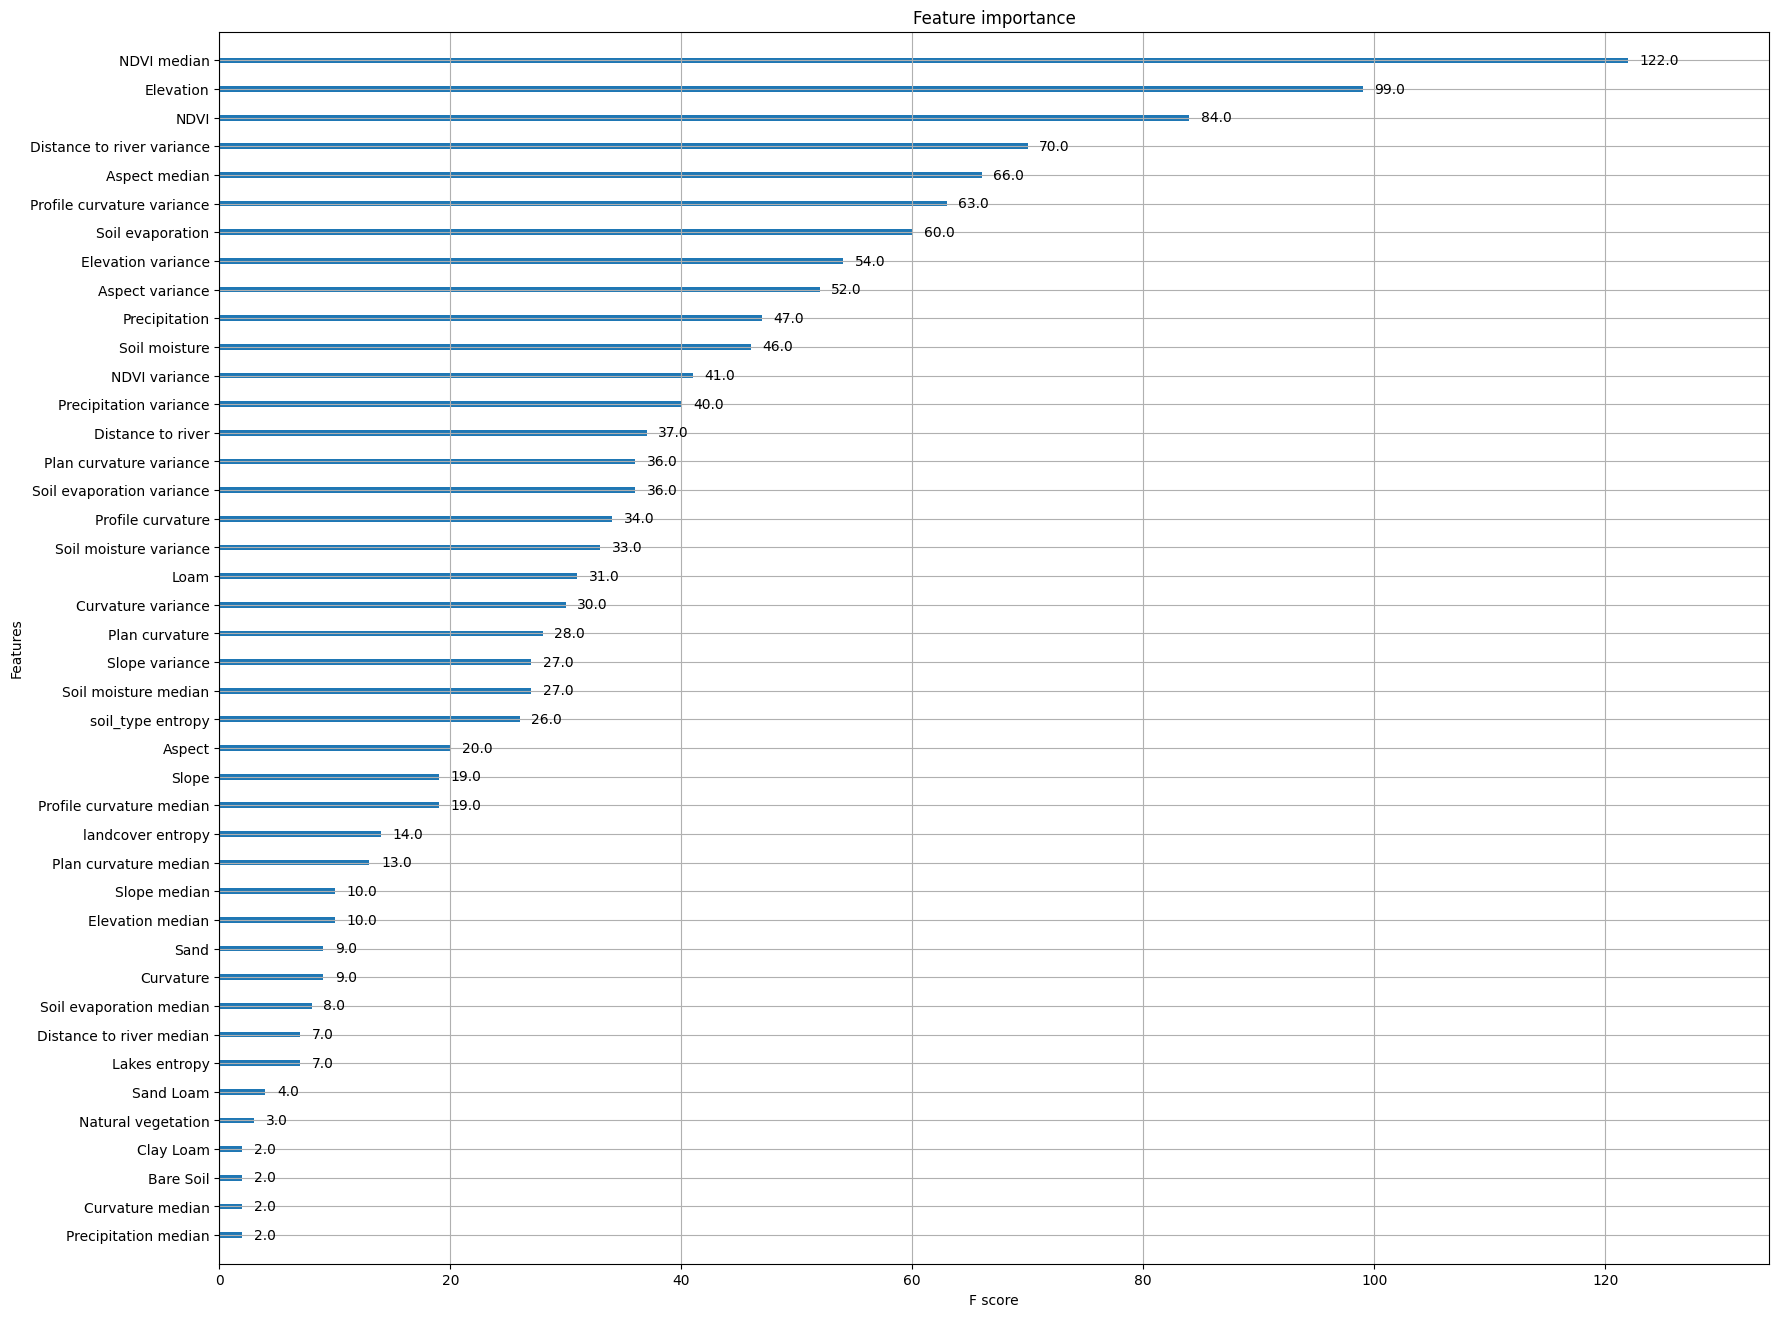 Feature importance
NDVI median 122.0
Elevation 99.0
NDVI 84.0
Distance to river variance 70.0
Aspect median 66.0
Profile curvature variance 63.0
Soil evaporation 60.0
Elevation variance 54.0
Aspect variance 52.0
Precipitation 47.0
Soil moisture 46.0
NDVI variance 41.0
Precipitation variance 40.0
Distance to river 37.0
Plan curvature variance 36.0
Soil evaporation variance 36.0
Profile curvature 34.0
Soil moisture variance 33.0
Loam 31.0
Curvature variance 30.0
Plan curvature 28.0
Slope variance 27.0
Soil moisture median 27.0
soil_type entropy 26.0
Aspect 20.0
Slope 19.0
Profile curvature median 19.0
landcover entropy 14.0
Plan curvature median 13.0
Slope median 10.0
Elevation median 10.0
Sand 9.0
Curvature 9.0
Soil evaporation median 8.0
Distance to river median 7.0
Lakes entropy 7.0
Sand Loam 4.0
Natural vegetation 3.0
Clay Loam 2.0
Bare Soil 2.0
Curvature median 2.0
Precipitation median 2.0
Features
0 20 40 60 80 100 120
F score